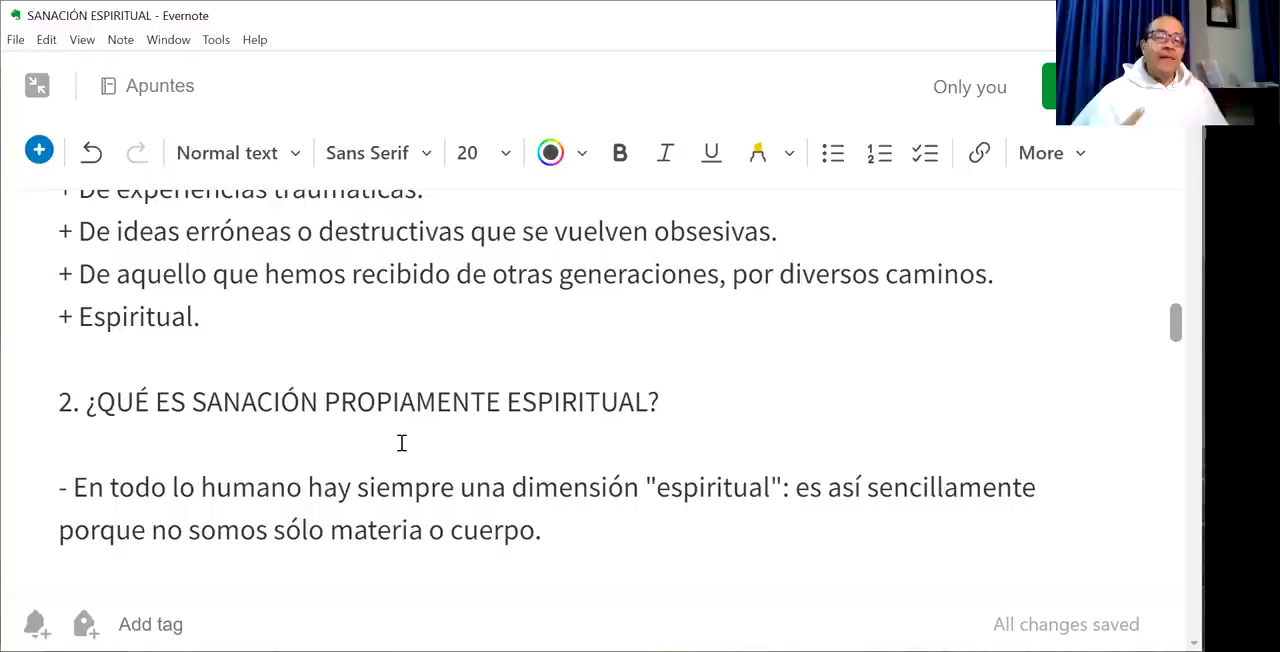 SANACIÓN ESPIRITUAL - Evernote
File Edit View Note Window Tools Help
Apuntes Only you
Normal text Sans Serif 20 B I U More
+ De experiencias traumáticas.
+ De ideas erróneas o destructivas que se vuelven obsesivas.
+ De aquello que hemos recibido de otras generaciones, por diversos caminos.
+ Espiritual.
2. ¿QUÉ ES SANACIÓN PROPIAMENTE ESPIRITUAL?
- En todo lo humano hay siempre una dimensión "espiritual": es así sencillamente
porque no somos sólo materia o cuerpo.
Add tag All changes saved